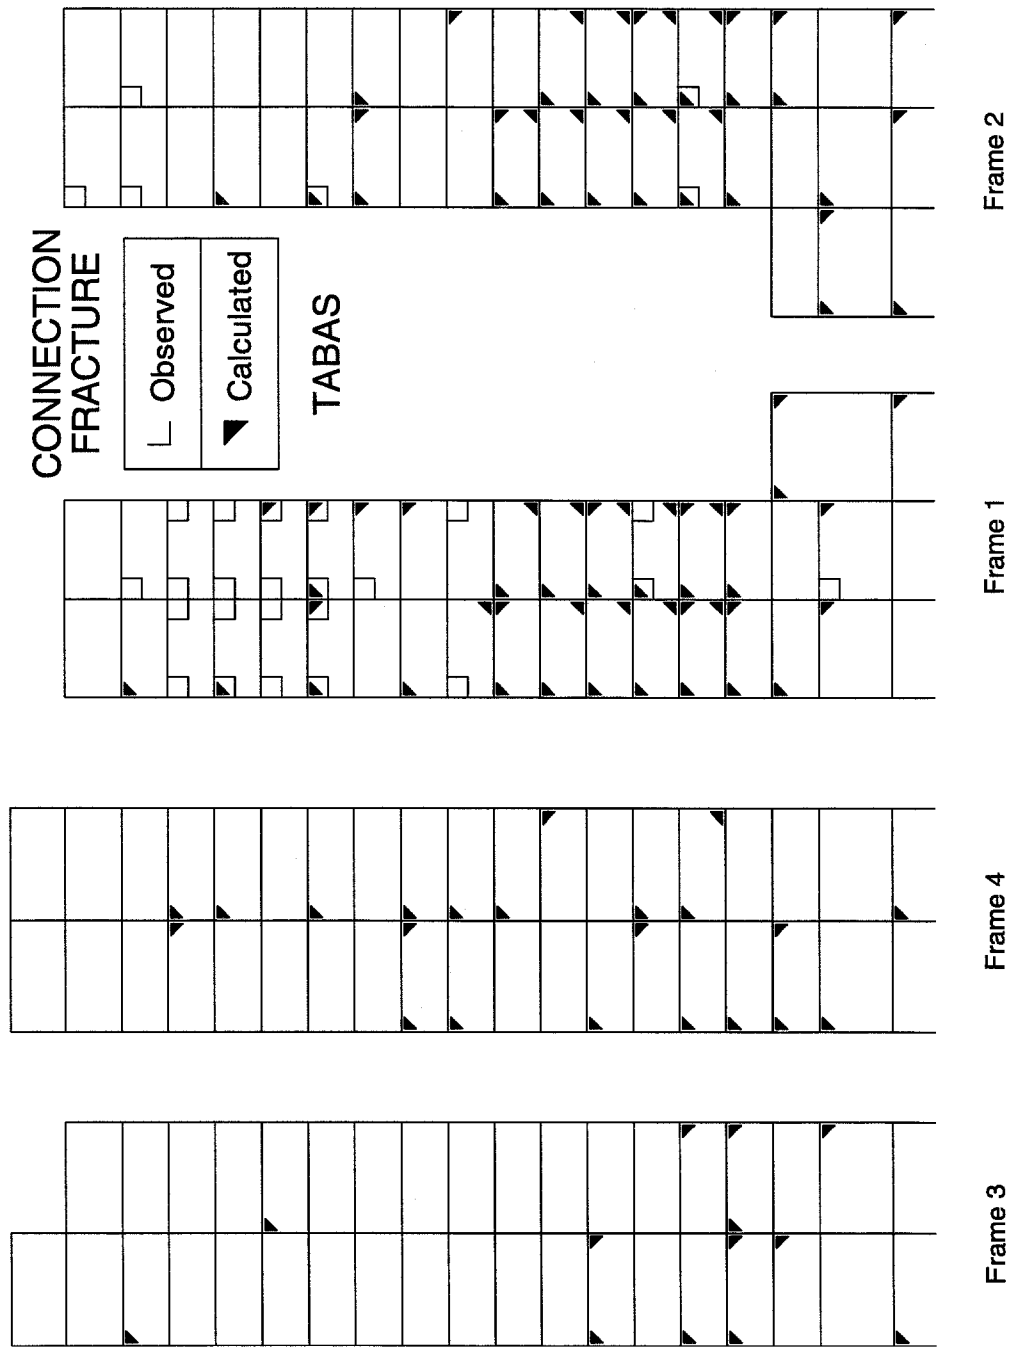 CONNECTION
FRACTURE
Observed
Calculated
TABAS
Frame 3
Frame 4
Frame 1
Frame 2